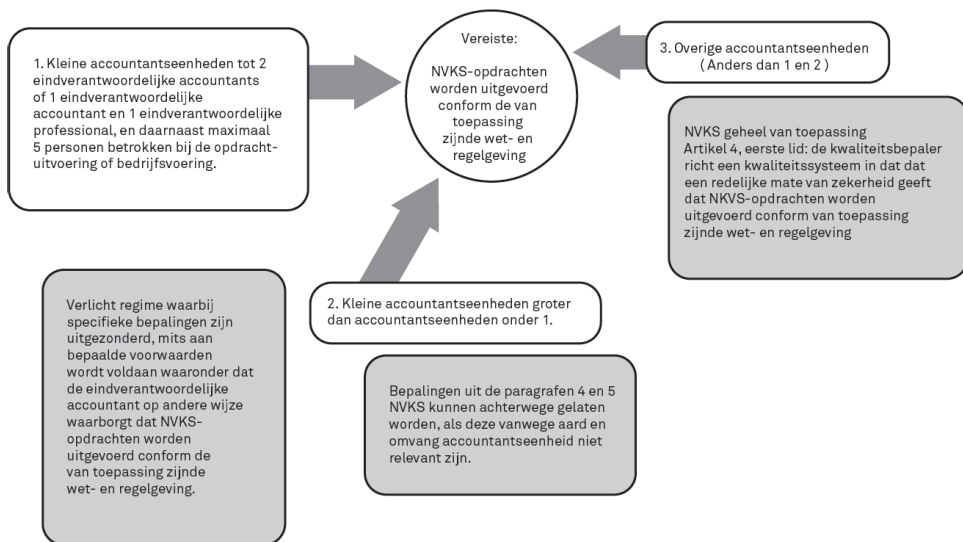 1. Kleine accountantseenheden tot 2
eindverantwoordelijke accountants
of 1 eindverantwoordelijke
accountant en 1 eindverantwoordelijke
professional, en daarnaast maximaal
5 personen betrokken bij de opdracht-
uitvoering of bedrijfsvoering.
Vereiste:
NVKS-opdrachten
worden uitgevoerd
conform de van
toepassing
zijnde wet- en
regelgeving
3. Overige accountantseenheden
( Anders dan 1 en 2 )
NVKS geheel van toepassing
Artikel 4, eerste lid: de kwaliteitsbepaler
richt een kwaliteitssysteem in dat dat
een redelijke mate van zekerheid geeft
dat NKVS-opdrachten worden
uitgevoerd conform van toepassing
zijnde wet- en regelgeving
Verlicht regime waarbij
specifieke bepalingen zijn
uitgezonderd, mits aan
bepaalde voorwaarden
wordt voldaan waaronder dat
de eindverantwoordelijke
accountant op andere wijze
waarborgt dat NVKS-
opdrachten worden
uitgevoerd conform de
van toepassing zijnde
wet- en regelgeving.
2. Kleine accountantseenheden groter
dan accountantseenheden onder 1.
Bepalingen uit de paragrafen 4 en 5
NVKS kunnen achterwege gelaten
worden, als deze vanwege aard en
omvang accountantseenheid niet
relevant zijn.